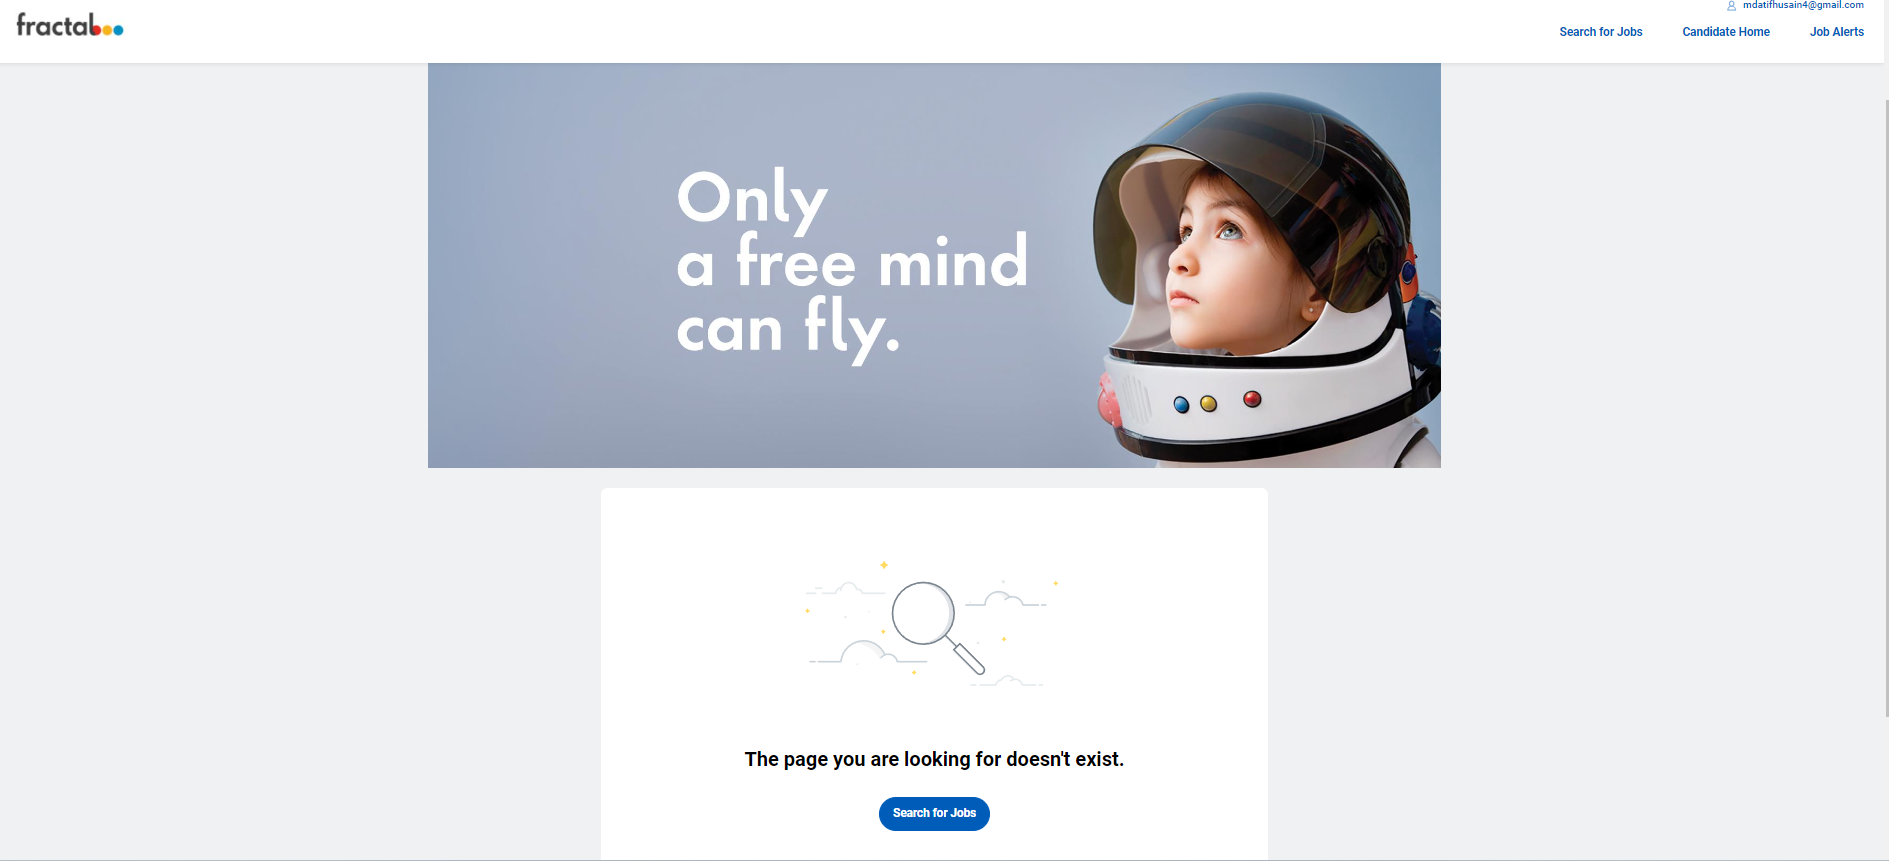 fractal
mdatifhusain4@gmail.com
Search for Jobs
Candidate Home
Job Alerts
Only
a free mind
can fly.
The page you are looking for doesn't exist.
Search for Jobs